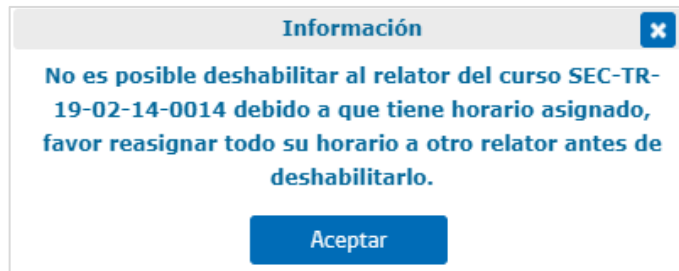 Información
No es posible deshabilitar al relator del curso SEC-TR-
19-02-14-0014 debido a que tiene horario asignado,
favor reasignar todo su horario a otro relator antes de
deshabilitarlo.
Aceptar